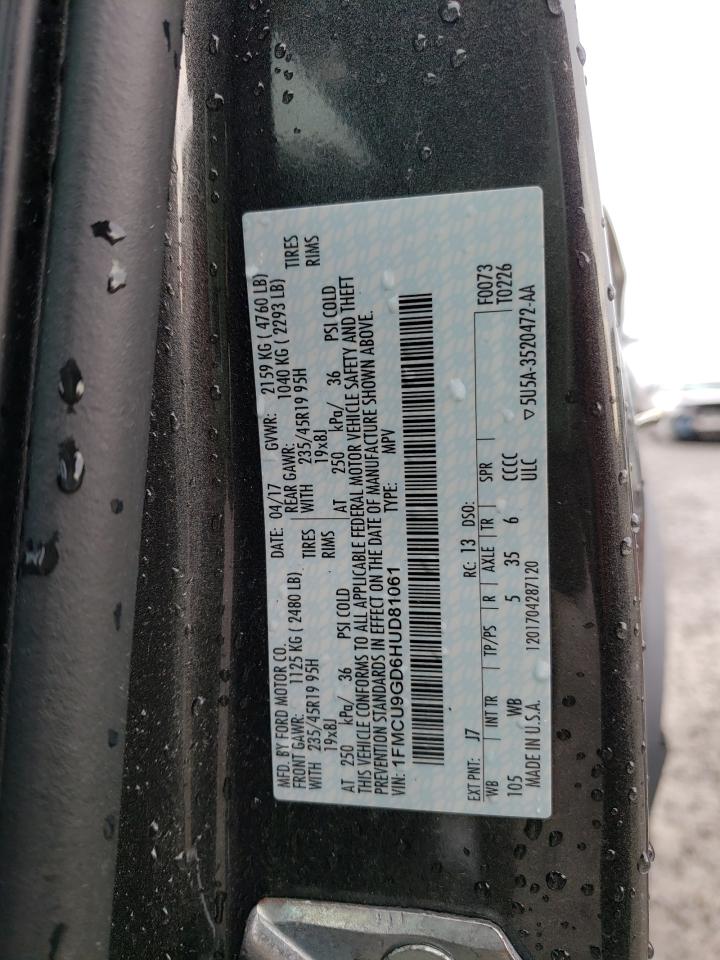 MFD. BY FORD MOTOR CO.
DATE: 04/17 GVWR: 2159 KG ( 4760 LB)
FRONT GAWR: 1125 KG ( 2480 LB) REAR GAWR: 1040 KG ( 2293 LB)
WITH 235/45R19 95H TIRES WITH 235/45R19 95H TIRES
19x8J RIMS 19x8J RIMS
AT 250 kPa/ 36 PSI COLD AT 250 kPa/ 36 PSI COLD
THIS VEHICLE CONFORMS TO ALL APPLICABLE FEDERAL MOTOR VEHICLE SAFETY AND THEFT
PREVENTION STANDARDS IN EFFECT ON THE DATE OF MANUFACTURE SHOWN ABOVE.
VIN: 1FMCU9GD6HUD81061 TYPE: MPV
EXT PNT: J7 RC: 13 DSO: F0073
WB INT TR TP/PS R AXLE TR SPR T0226
105 WB 5 35 6 CCCC
MADE IN U.S.A. 1201704287120 ULC ▽5U5A-3520472-AA